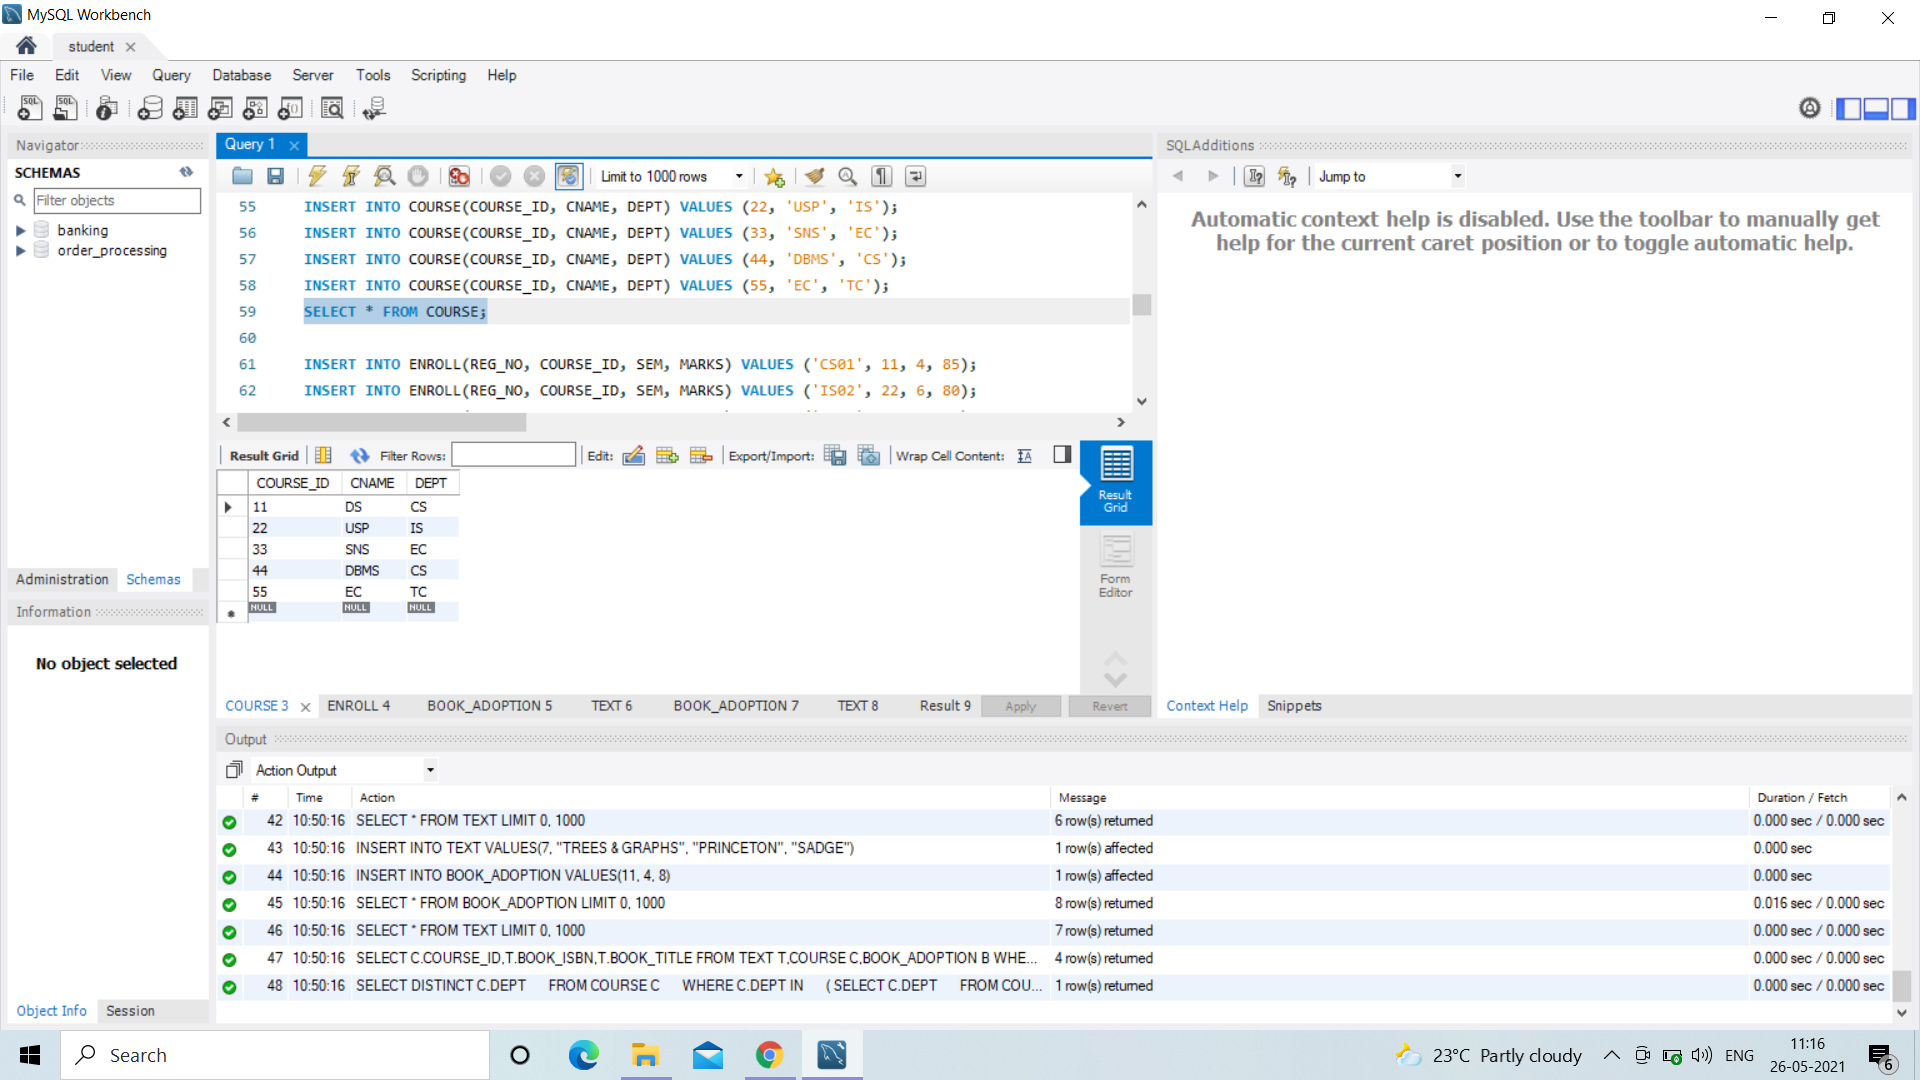 MySQL Workbench
student
File Edit View Query Database Server Tools Scripting Help
Navigator
SCHEMAS
Filter objects
banking
order_processing
Administration Schemas
Information
No object selected
Object Info Session
Query 1
Limit to 1000 rows
55 INSERT INTO COURSE(COURSE_ID, CNAME, DEPT) VALUES (22, 'USP', 'IS');
56 INSERT INTO COURSE(COURSE_ID, CNAME, DEPT) VALUES (33, 'SNS', 'EC');
57 INSERT INTO COURSE(COURSE_ID, CNAME, DEPT) VALUES (44, 'DBMS', 'CS');
58 INSERT INTO COURSE(COURSE_ID, CNAME, DEPT) VALUES (55, 'EC', 'TC');
59 SELECT * FROM COURSE;
60
61 INSERT INTO ENROLL(REG_NO, COURSE_ID, SEM, MARKS) VALUES ('CS01', 11, 4, 85);
62 INSERT INTO ENROLL(REG_NO, COURSE_ID, SEM, MARKS) VALUES ('IS02', 22, 6, 80);
Result Grid Filter Rows: Edit: Export/Import: Wrap Cell Content:
COURSE_ID CNAME DEPT
11 DS CS
22 USP IS
33 SNS EC
44 DBMS CS
55 EC TC
NULL NULL NULL
Result
Grid
Form
Editor
COURSE 3 ENROLL 4 BOOK_ADOPTION 5 TEXT 6 BOOK_ADOPTION 7 TEXT 8 Result 9 Apply Revert
SQLAdditions
Jump to
Automatic context help is disabled. Use the toolbar to manually get
help for the current caret position or to toggle automatic help.
Context Help Snippets
Output
Action Output
# Time Action Message Duration / Fetch
42 10:50:16 SELECT * FROM TEXT LIMIT 0, 1000 6 row(s) returned 0.000 sec / 0.000 sec
43 10:50:16 INSERT INTO TEXT VALUES(7, "TREES & GRAPHS", "PRINCETON", "SADGE") 1 row(s) affected 0.000 sec
44 10:50:16 INSERT INTO BOOK_ADOPTION VALUES(11, 4, 8) 1 row(s) affected 0.000 sec
45 10:50:16 SELECT * FROM BOOK_ADOPTION LIMIT 0, 1000 8 row(s) returned 0.016 sec / 0.000 sec
46 10:50:16 SELECT * FROM TEXT LIMIT 0, 1000 7 row(s) returned 0.000 sec / 0.000 sec
47 10:50:16 SELECT C.COURSE_ID,T.BOOK_ISBN,T.BOOK_TITLE FROM TEXT T,COURSE C,BOOK_ADOPTION B WHE... 4 row(s) returned 0.000 sec / 0.000 sec
48 10:50:16 SELECT DISTINCT C.DEPT FROM COURSE C WHERE C.DEPT IN ( SELECT C.DEPT FROM COU... 1 row(s) returned 0.000 sec / 0.000 sec
Search
23°C Partly cloudy
ENG
11:16
26-05-2021
6